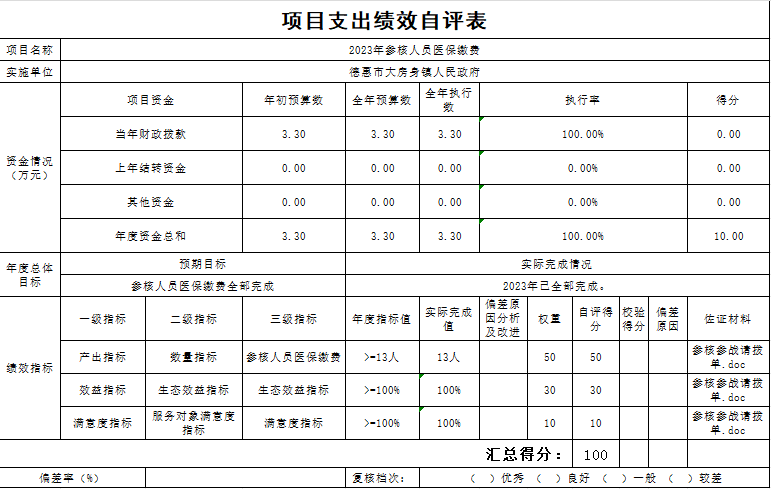 项目支出绩效自评表
项目名称 2023年参核人员医保缴费
实施单位 德惠市大房身镇人民政府
资金情况（万元） 项目资金 年初预算数 全年预算数 全年执行数 执行率 得分
当年财政拨款 3.30 3.30 3.30 100.00% 0.00
上年结转资金 0.00 0.00 0.00 0.00% 0.00
其他资金 0.00 0.00 0.00 0.00% 0.00
年度资金总和 3.30 3.30 3.30 100.00% 10.00
年度总体目标 预期目标 实际完成情况
参核人员医保缴费全部完成 2023年已全部完成。
绩效指标 一级指标 二级指标 三级指标 年度指标值 实际完成值 偏差原因分析及改进 权重 自评得分 校验得分 偏差原因 佐证材料
产出指标 数量指标 参核人员医保缴费 >=13人 13人 50 50 参核参战请拨单.doc
效益指标 生态效益指标 生态效益指标 >=100% 100% 30 30 参核参战请拨单.doc
满意度指标 服务对象满意度指标 满意度指标 >=100% 100% 10 10 参核参战请拨单.doc
汇总得分： 100
偏差率（%） 复核档次： （ ）优秀 （ ）良好 （ ）一般 （ ）较差